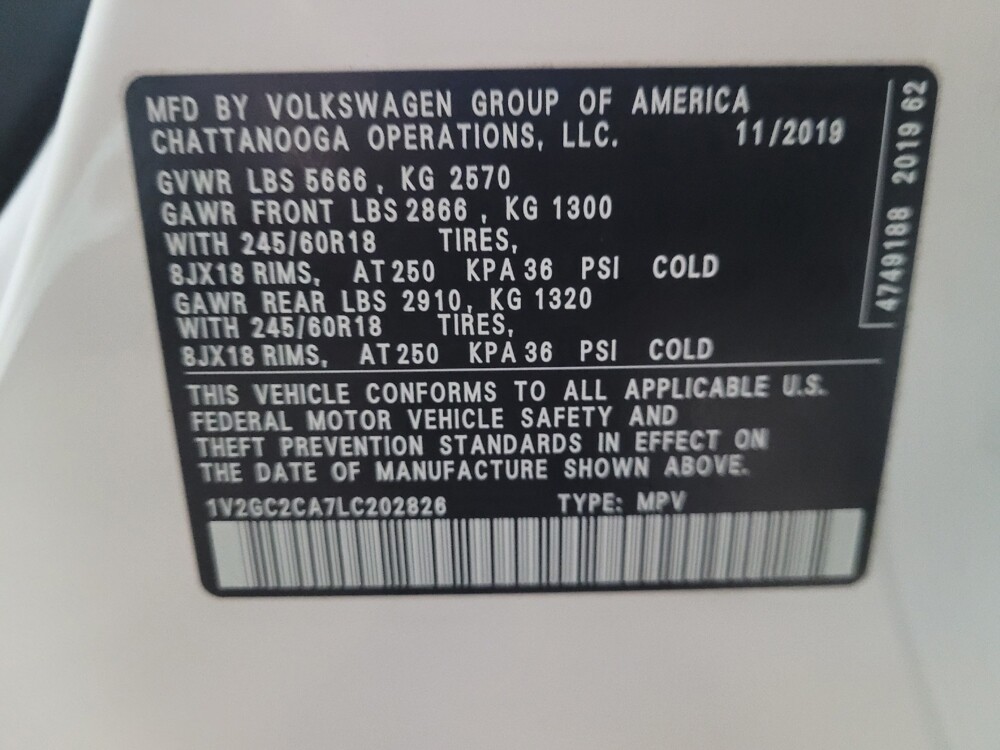 MFD BY VOLKSWAGEN GROUP OF AMERICA
CHATTANOOGA OPERATIONS, LLC. 11/2019
GVWR LBS 5666 , KG 2570
GAWR FRONT LBS 2866 , KG 1300
WITH 245/60R18 TIRES,
8JX18 RIMS, AT 250 KPA 36 PSI COLD
GAWR REAR LBS 2910, KG 1320
WITH 245/60R18 TIRES,
8JX18 RIMS, AT 250 KPA 36 PSI COLD
THIS VEHICLE CONFORMS TO ALL APPLICABLE U.S.
FEDERAL MOTOR VEHICLE SAFETY AND
THEFT PREVENTION STANDARDS IN EFFECT ON
THE DATE OF MANUFACTURE SHOWN ABOVE.
1V2GC2CA7LC202826 TYPE: MPV
4749188 2019 62